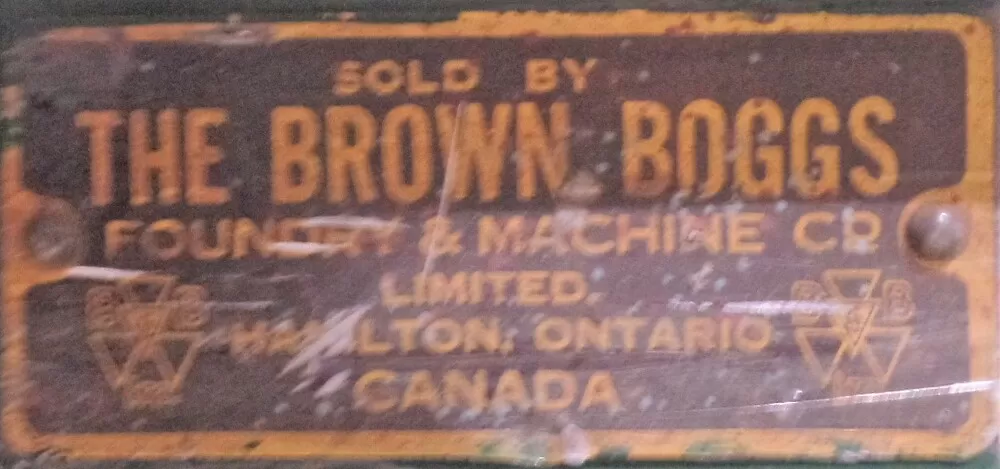 SOLD BY
THE BROWN BOGGS
FOUNDRY & MACHINE CO
LIMITED.
HAMILTON, ONTARIO
CANADA